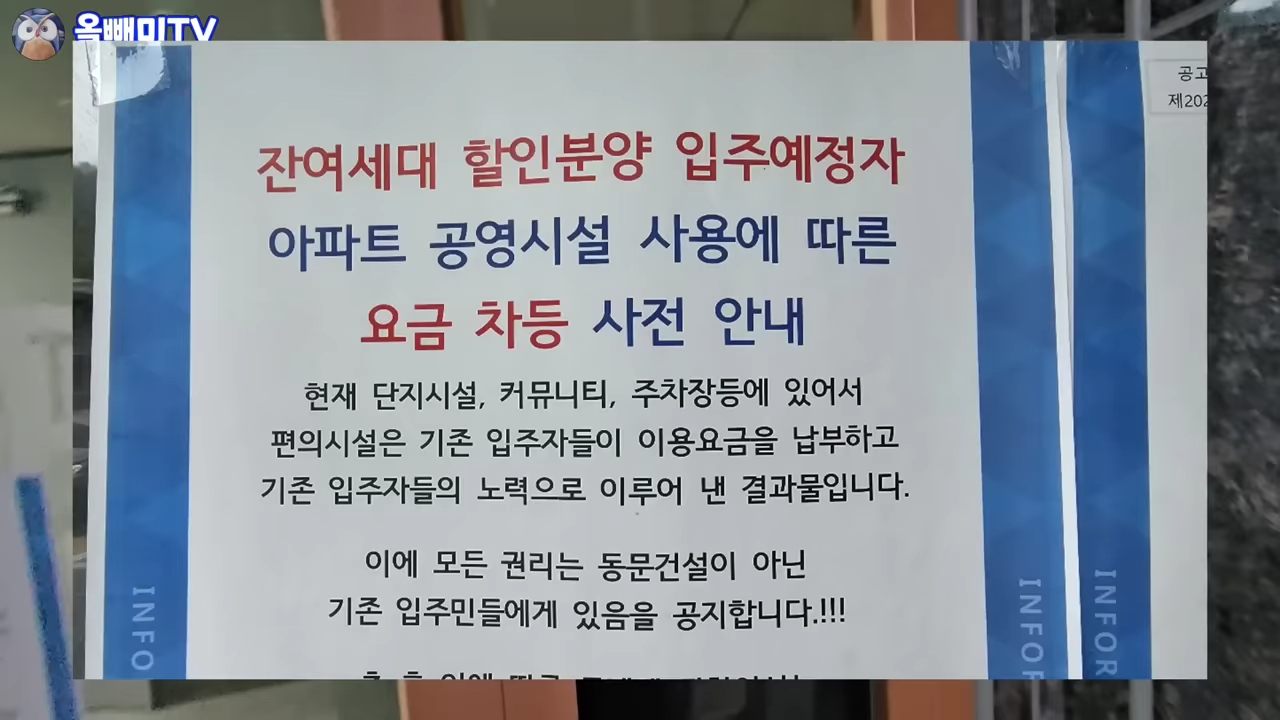 옥빼미TV
공고
제202
잔여세대 할인분양 입주예정자
아파트 공영시설 사용에 따른
요금 차등 사전 안내
현재 단지시설, 커뮤니티, 주차장등에 있어서
편의시설은 기존 입주자들이 이용요금을 납부하고
기존 입주자들의 노력으로 이루어 낸 결과물입니다.
이에 모든 권리는 동문건설이 아닌
기존 입주민들에게 있음을 공지합니다.!!!
INFO
INFOR
INFOR